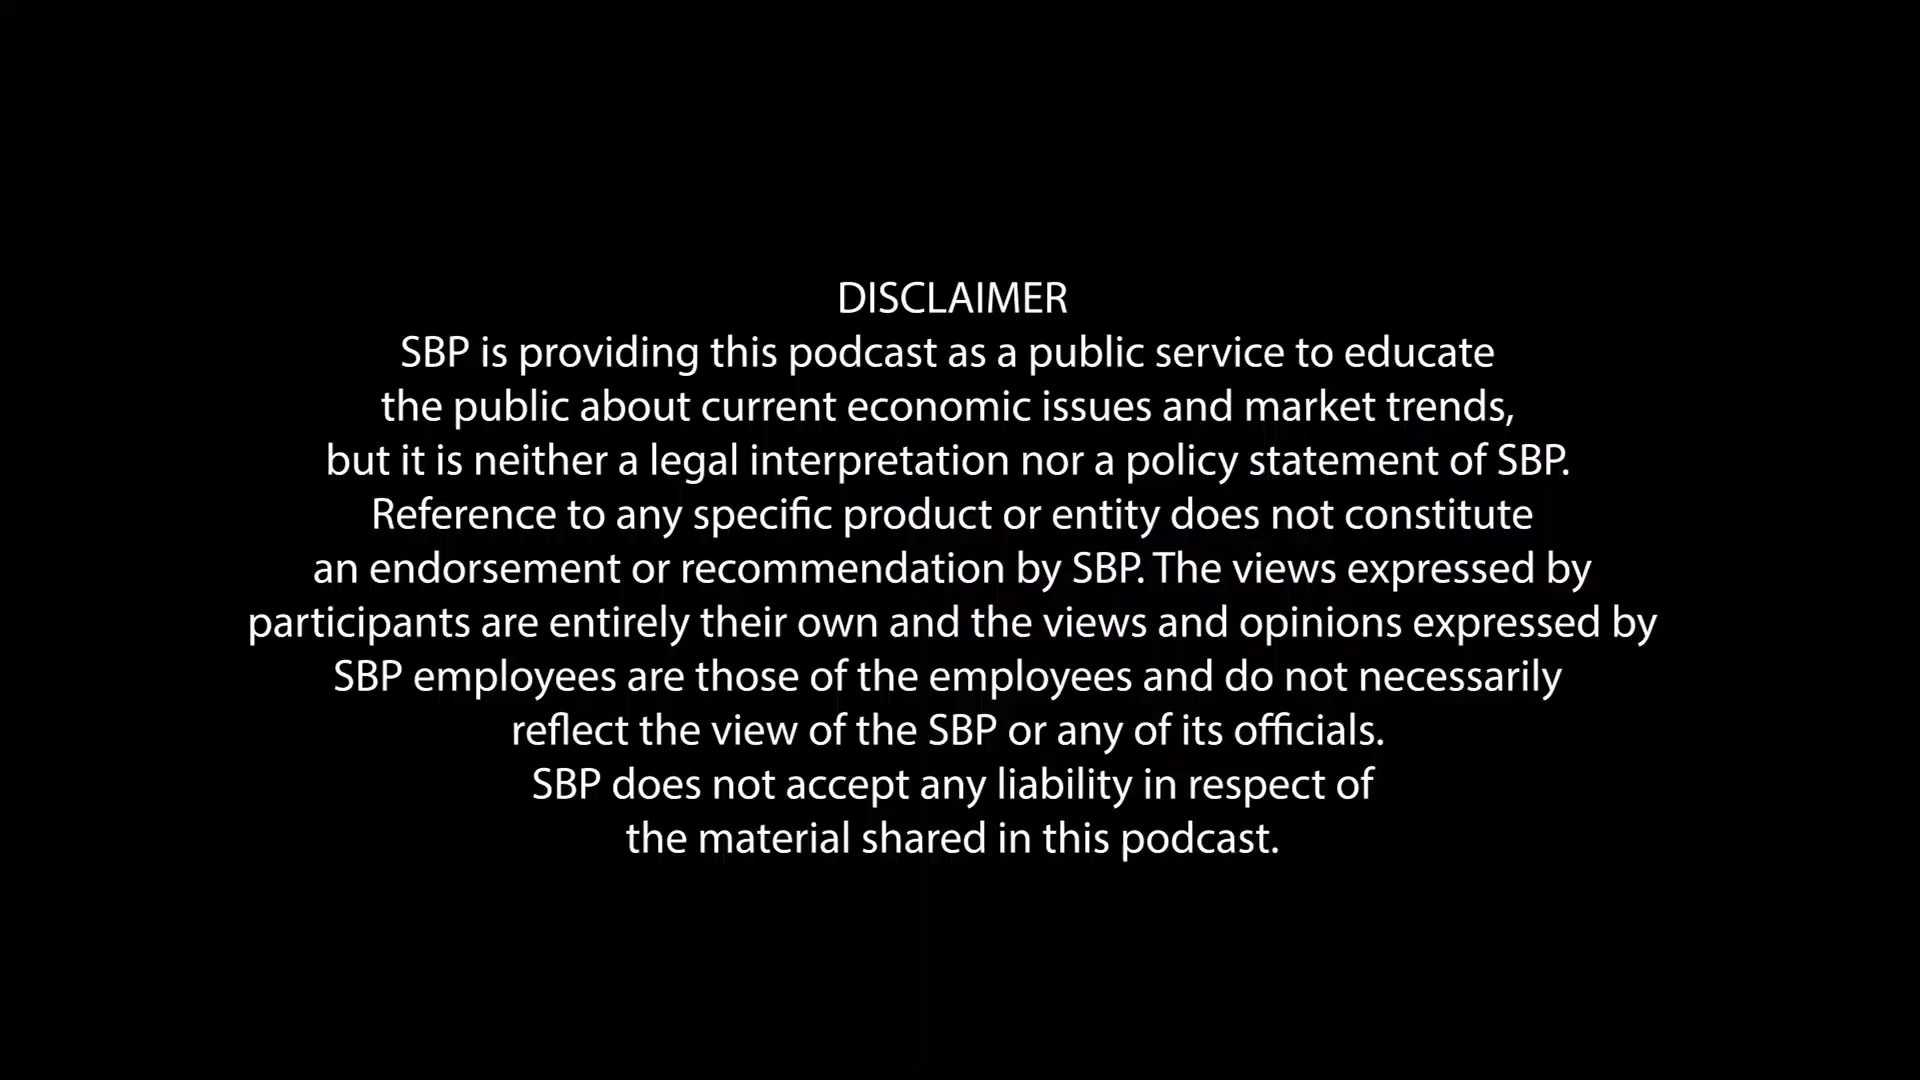 DISCLAIMER
SBP is providing this podcast as a public service to educate
the public about current economic issues and market trends,
but it is neither a legal interpretation nor a policy statement of SBP.
Reference to any specific product or entity does not constitute
an endorsement or recommendation by SBP. The views expressed by
participants are entirely their own and the views and opinions expressed by
SBP employees are those of the employees and do not necessarily
reflect the view of the SBP or any of its officials.
SBP does not accept any liability in respect of
the material shared in this podcast.